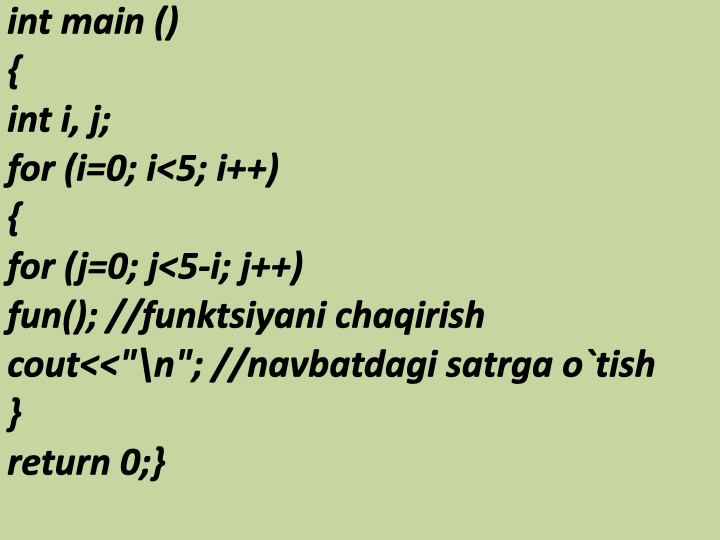 int main ()
{
int i, j;
for (i=0; i<5; i++)
{
for (j=0; j<5-i; j++)
fun(); //funktsiyani chaqirish
cout<<"\n"; //navbatdagi satrga o`tish
}
return 0;}